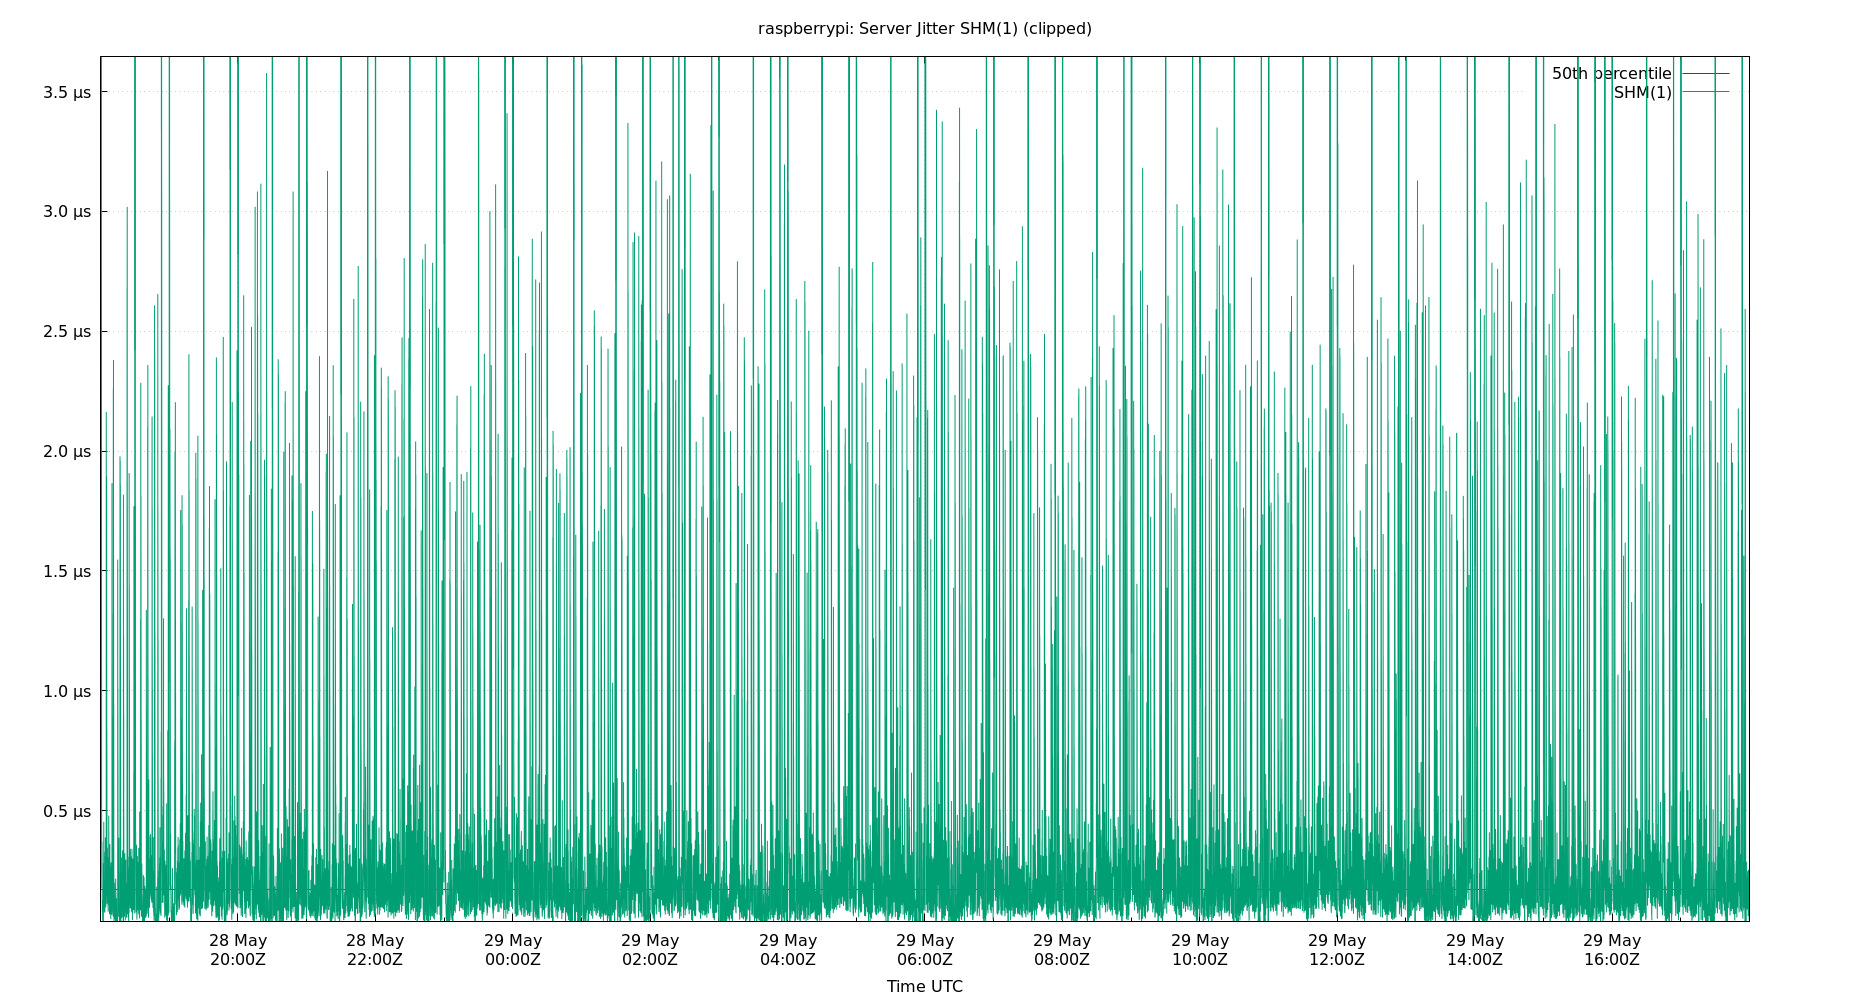 raspberrypi: Server Jitter SHM(1) (clipped)
50th percentile
SHM(1)
3.5 µs
3.0 µs
2.5 µs
2.0 µs
1.5 µs
1.0 µs
0.5 µs
28 May 28 May 29 May 29 May 29 May 29 May 29 May 29 May 29 May 29 May 29 May
20:00Z 22:00Z 00:00Z 02:00Z 04:00Z 06:00Z 08:00Z 10:00Z 12:00Z 14:00Z 16:00Z
Time UTC